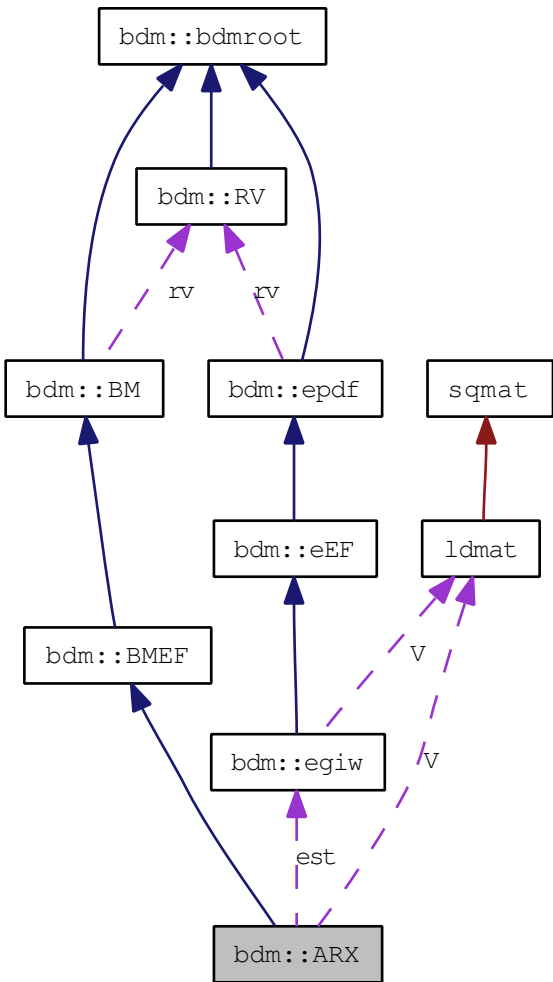 bdm::bdmroot
bdm::RV
rv
rv
bdm::BM
bdm::epdf
sqmat
bdm::eEF
ldmat
bdm::BMEF
V
bdm::egiw
V
est
bdm::ARX